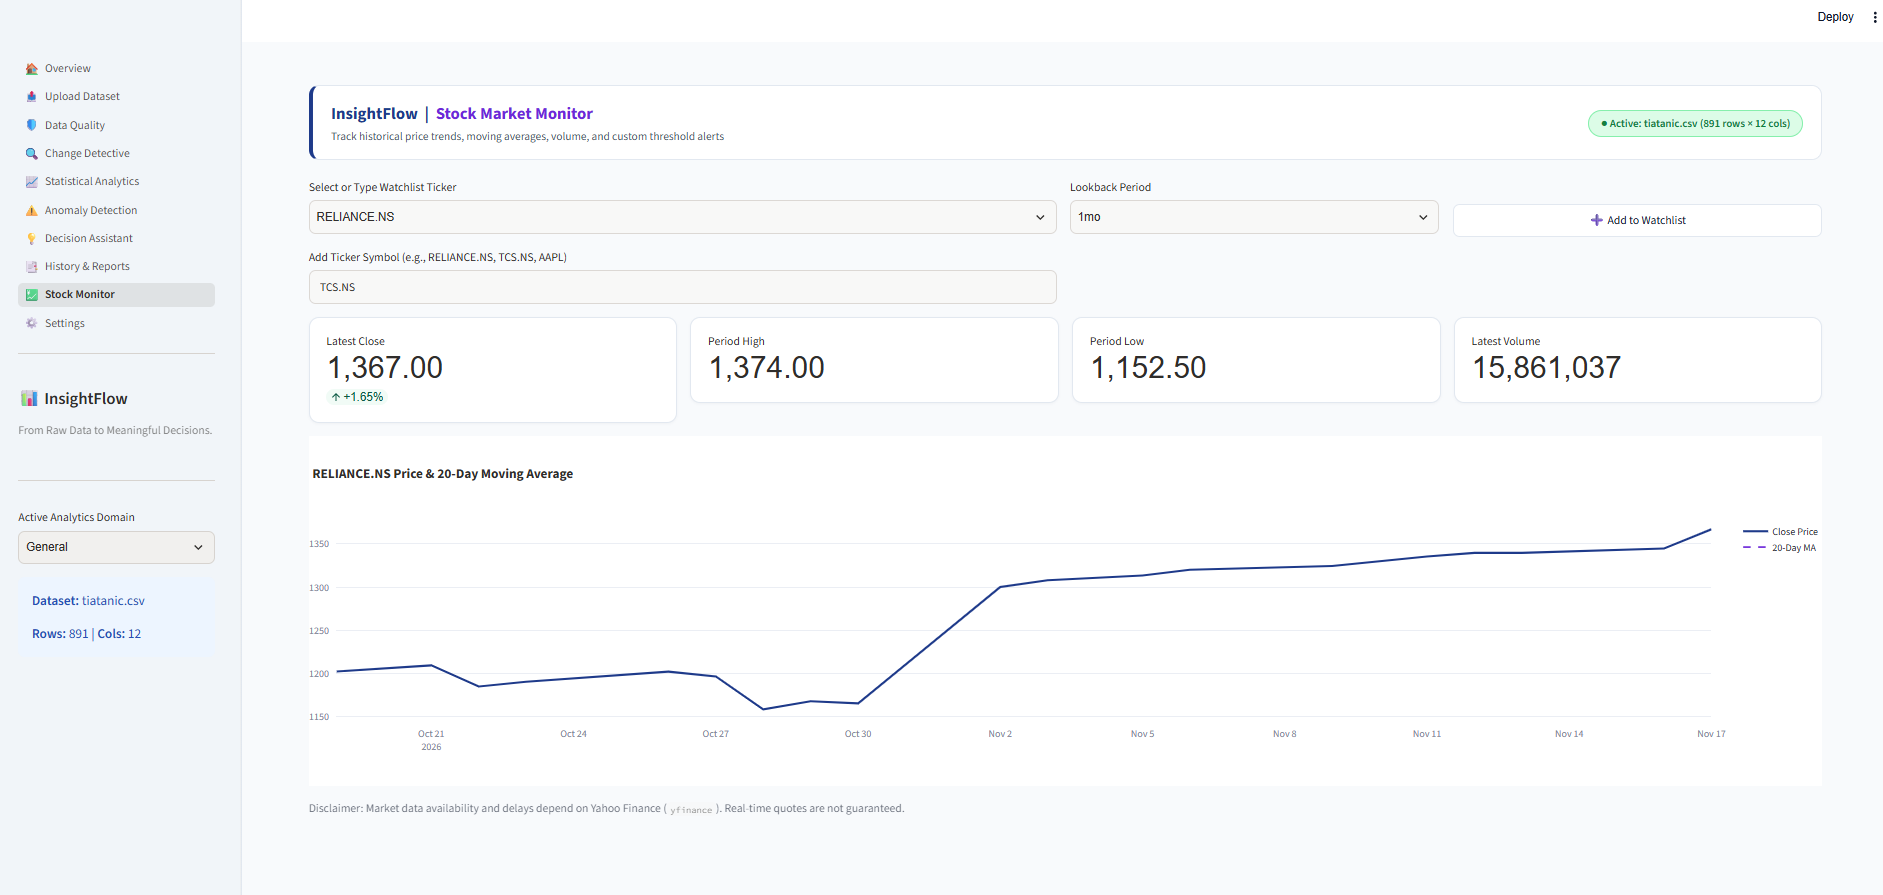 Deploy
Overview
Upload Dataset
Data Quality
Change Detective
Statistical Analytics
Anomaly Detection
Decision Assistant
History & Reports
Stock Monitor
Settings
InsightFlow
From Raw Data to Meaningful Decisions.
Active Analytics Domain
General
Dataset: tiatanic.csv
Rows: 891 | Cols: 12
InsightFlow | Stock Market Monitor
Track historical price trends, moving averages, volume, and custom threshold alerts
● Active: tiatanic.csv (891 rows × 12 cols)
Select or Type Watchlist Ticker
RELIANCE.NS
Lookback Period
1mo
Add to Watchlist
Add Ticker Symbol (e.g., RELIANCE.NS, TCS.NS, AAPL)
TCS.NS
Latest Close
1,367.00
↑ +1.65%
Period High
1,374.00
Period Low
1,152.50
Latest Volume
15,861,037
RELIANCE.NS Price & 20-Day Moving Average
1350
1300
1250
1200
1150
Oct 21
2026
Oct 24
Oct 27
Oct 30
Nov 2
Nov 5
Nov 8
Nov 11
Nov 14
Nov 17
Close Price
20-Day MA
Disclaimer: Market data availability and delays depend on Yahoo Finance ( yfinance ). Real-time quotes are not guaranteed.